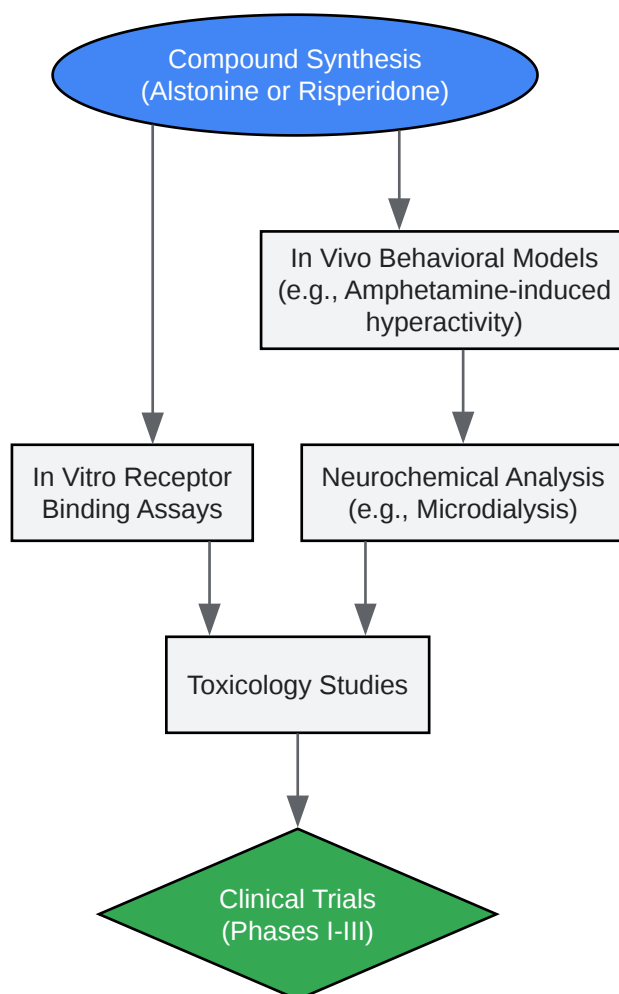 Compound Synthesis
(Alstonine or Risperidone)
In Vivo Behavioral Models
(e.g., Amphetamine-induced
hyperactivity)
In Vitro Receptor
Binding Assays
Neurochemical Analysis
(e.g., Microdialysis)
Toxicology Studies
Clinical Trials
(Phases I-III)